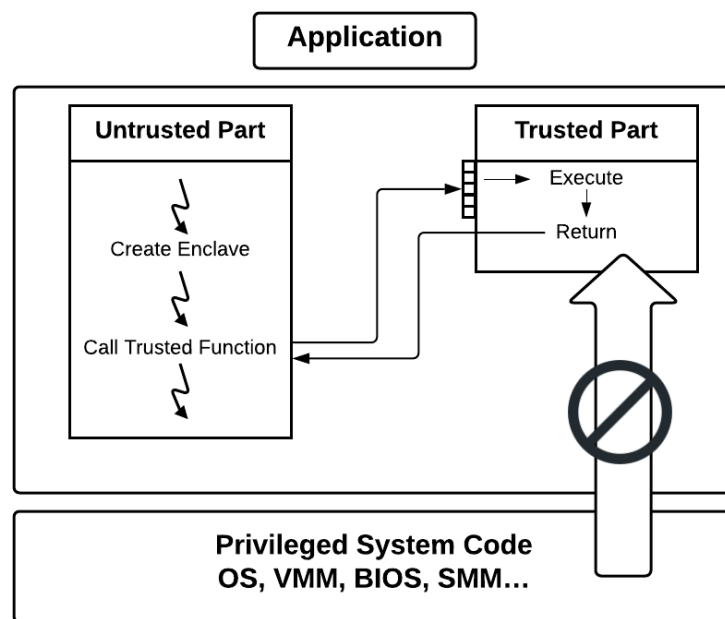 Application
Untrusted Part
Trusted Part
Execute
Return
Create Enclave
Call Trusted Function
Privileged System Code
OS, VMM, BIOS, SMM...